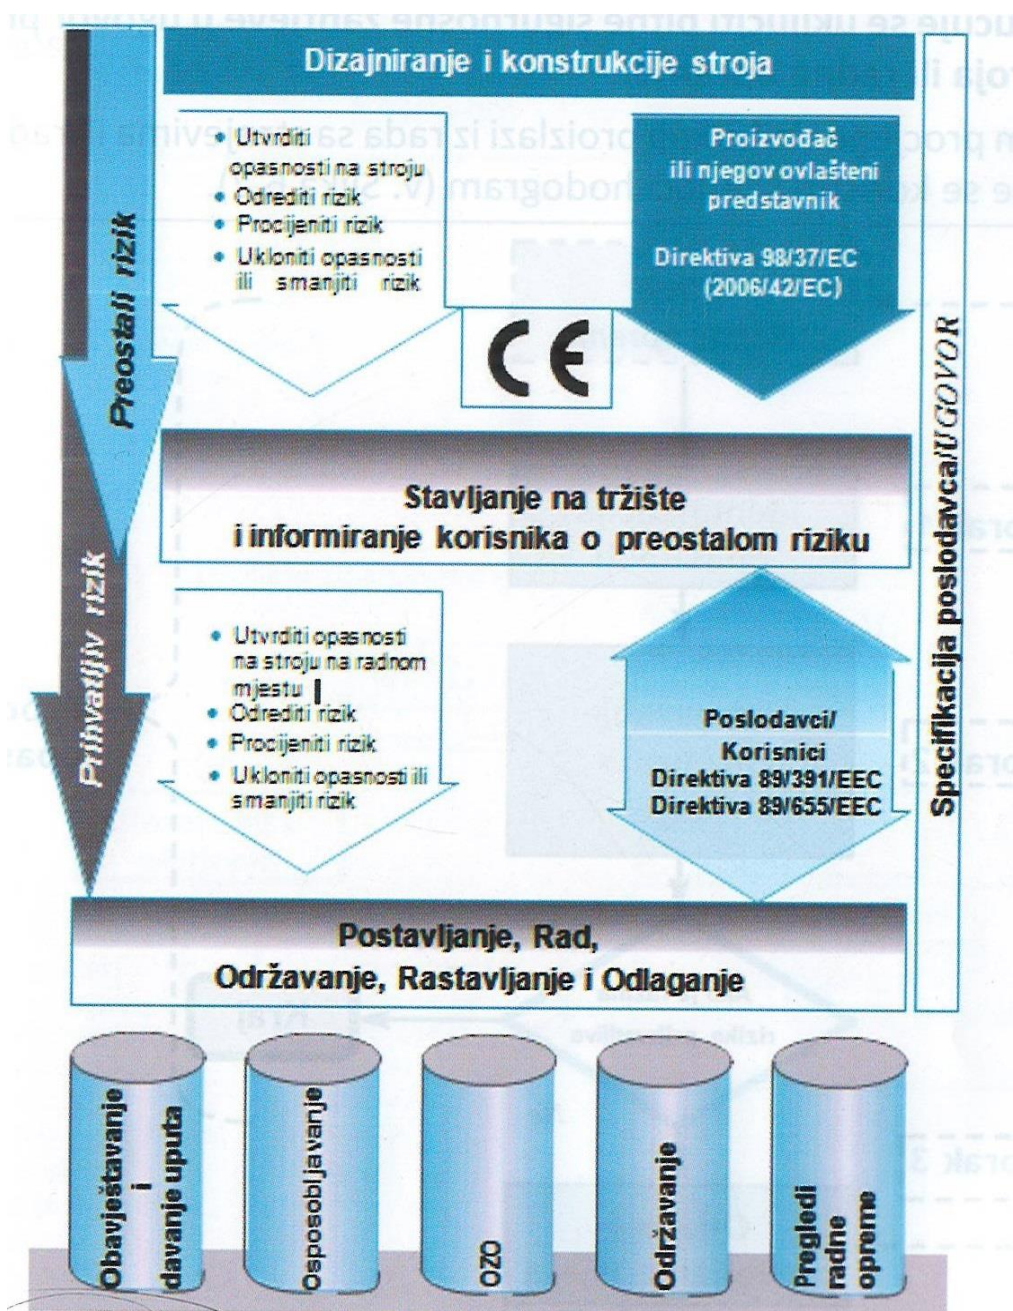 Dizajniranje i konstrukcije stroja
Preostali rizik
• Utvrditi
opasnosti na stroju
• Odrediti rizik
• Procijeniti rizik
• Ukloniti opasnosti
ili smanjiti rizik
CE
Proizvođač
ili njegov ovlašteni
predstavnik
Direktiva 98/37/EC
(2006/42/EC)
Stavljanje na tržište
i informiranje korisnika o preostalom riziku
Prihvatljiv rizik
• Utvrditi opasnosti
na stroju na radnom
mjestu
• Odrediti rizik
• Procijeniti rizik
• Ukloniti opasnosti ili
smanjiti rizik
Poslodavci/
Korisnici
Direktiva 89/391/EEC
Direktiva 89/655/EEC
Specifikacija poslodavca/UGOVOR
Postavljanje, Rad,
Održavanje, Rastavljanje i Odlaganje
Obavještavanje
i
davanje uputa
Osposobljavanje
OZO
Održavanje
Pregledi
radne
opreme